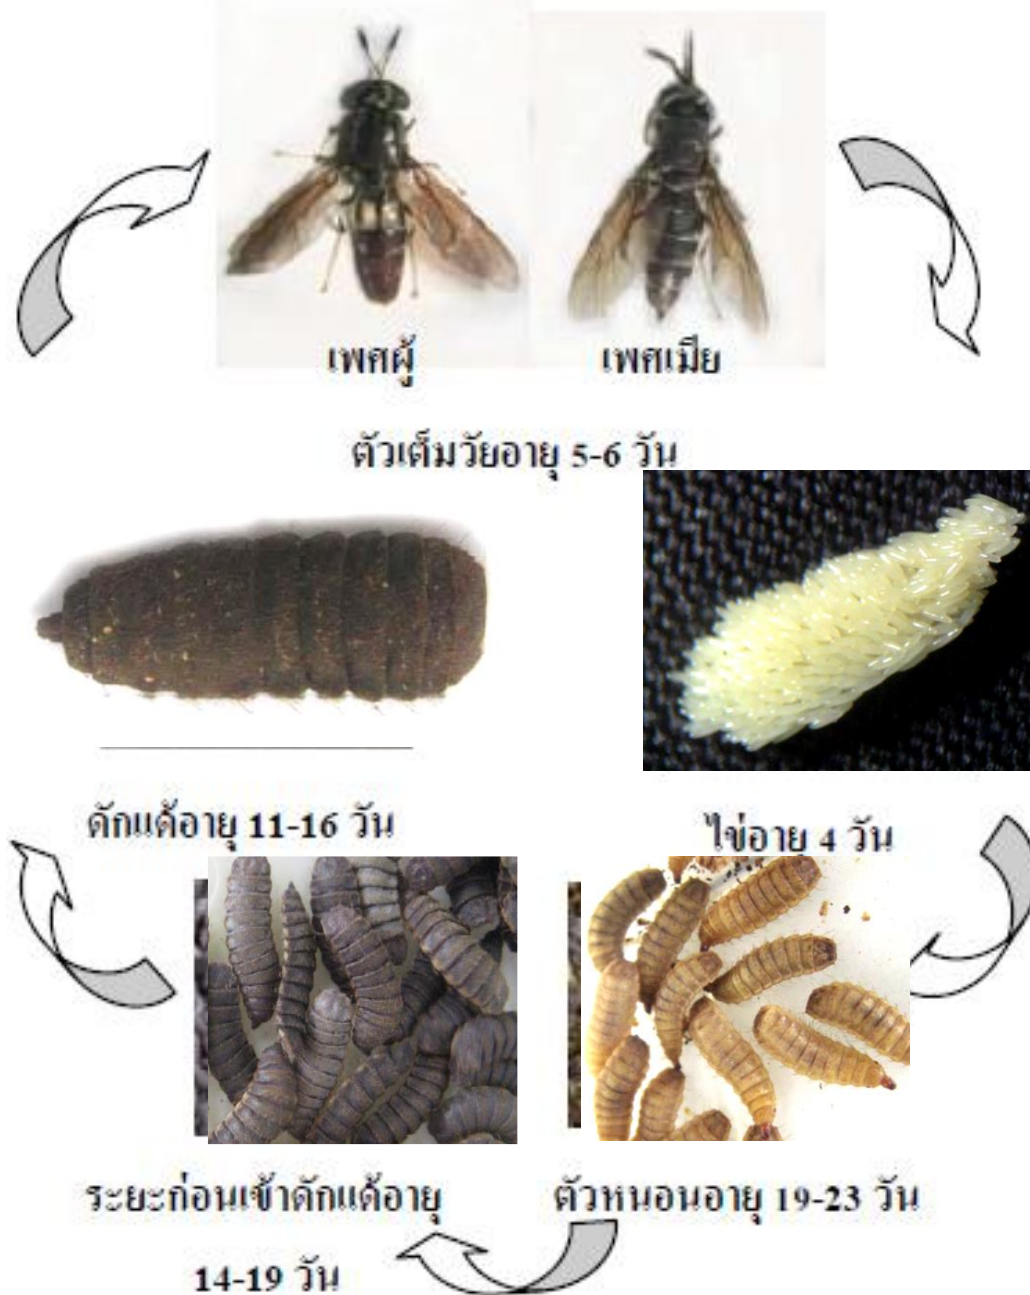 เพศผู้
เพศเมีย
ตัวเต็มวัยอายุ 5-6 วัน
ดักแด้อายุ 11-16 วัน
ไข่อายุ 4 วัน
ระยะก่อนเข้าดักแด้อายุ
14-19 วัน
ตัวหนอนอายุ 19-23 วัน